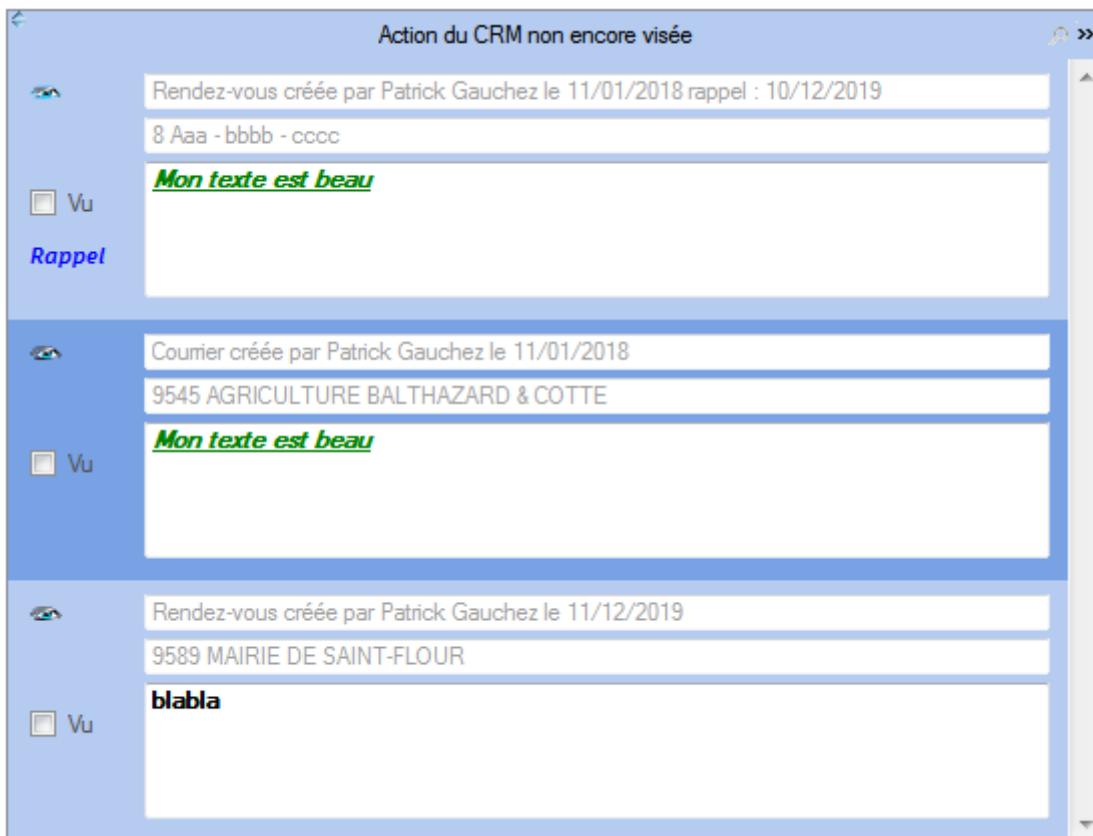 Action du CRM non encore visée
Rendez-vous créée par Patrick Gauchez le 11/01/2018 rappel : 10/12/2019
8 Aaa - bbbb - cccc
Mon texte est beau
Vu
Rappel
Courrier créée par Patrick Gauchez le 11/01/2018
9545 AGRICULTURE BALTHAZARD & COTTE
Mon texte est beau
Vu
Rendez-vous créée par Patrick Gauchez le 11/12/2019
9589 MAIRIE DE SAINT-FLOUR
blabla
Vu